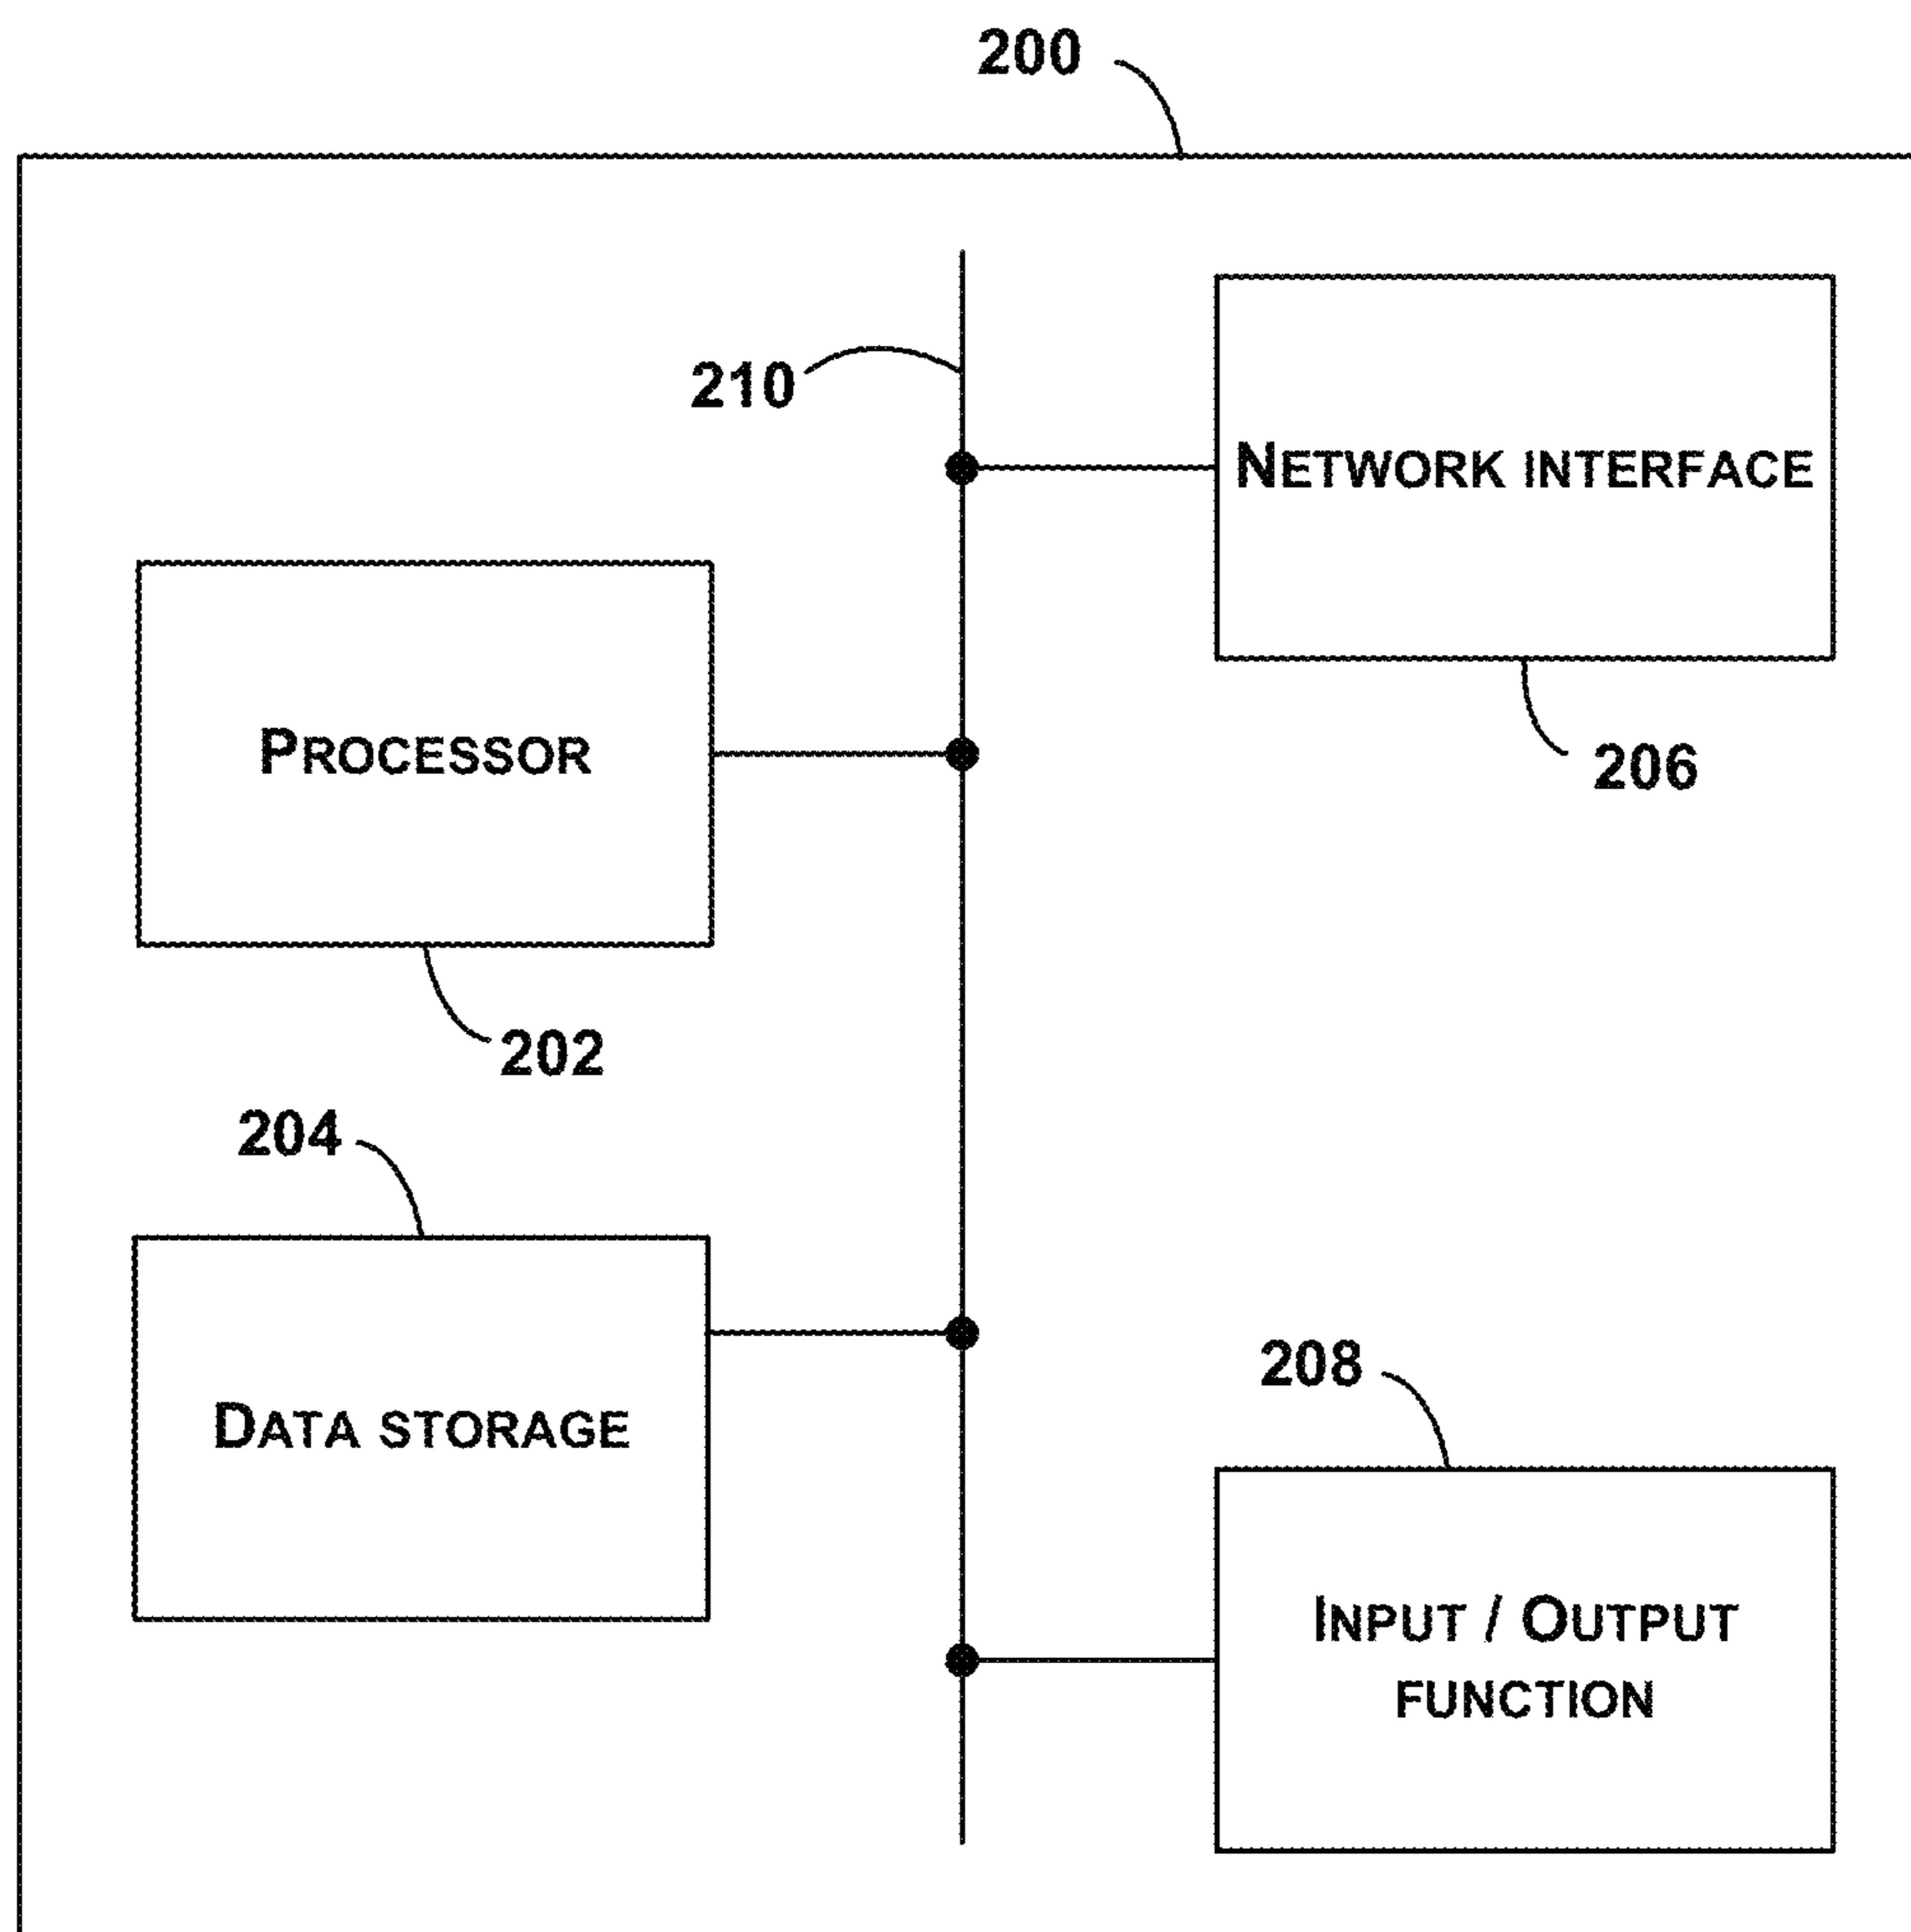 200
210
NETWORK INTERFACE
PROCESSOR
206
202
204
DATA STORAGE
208
INPUT / OUTPUT
FUNCTION